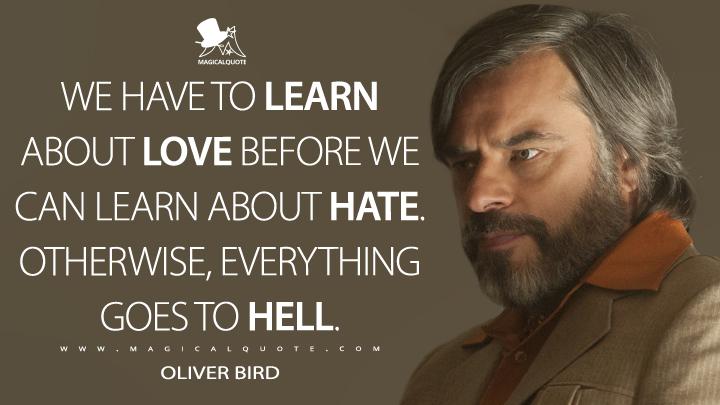 MAGICALQUOTE
WE HAVE TO LEARN
ABOUT LOVE BEFORE WE
CAN LEARN ABOUT HATE.
OTHERWISE, EVERYTHING
GOES TO HELL.
WWW.MAGICALQUOTE.COM
OLIVER BIRD